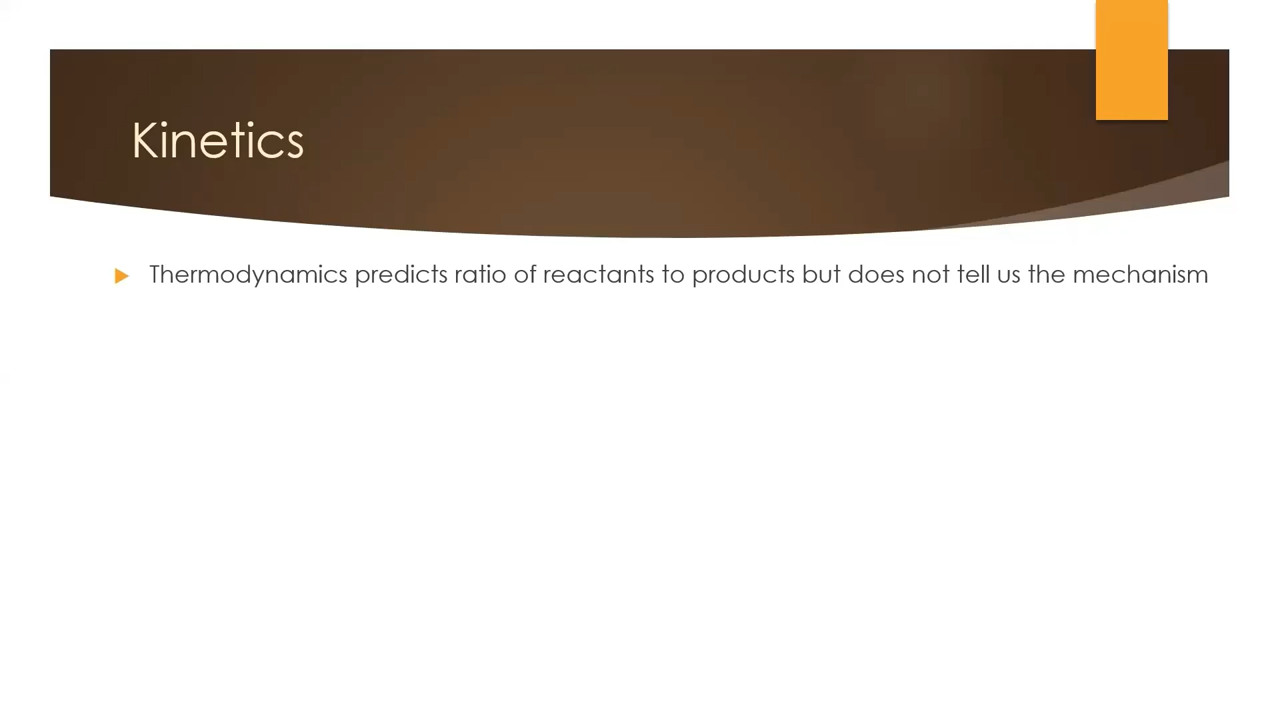 Kinetics
Thermodynamics predicts ratio of reactants to products but does not tell us the mechanism